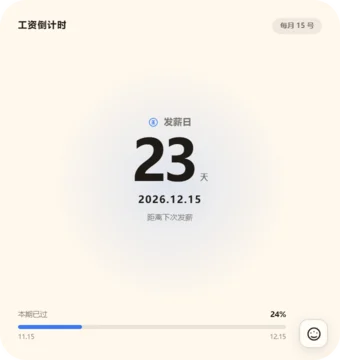 工资倒计时
每月 15 号
发薪日
23 天
2026.12.15
距离下次发薪
本期已过 24%
11.15 12.15